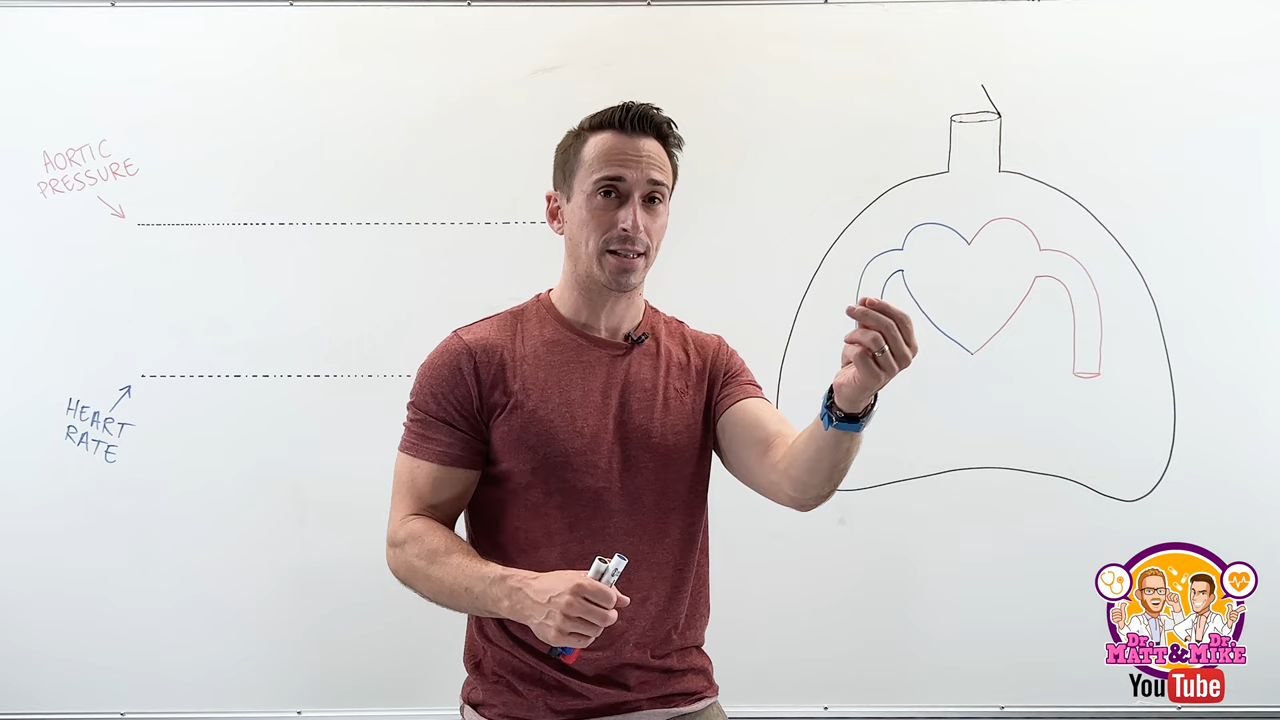 AORTIC
PRESSURE
HEART
RATE
Dr. Dr.
MATT & MIKE
YouTube